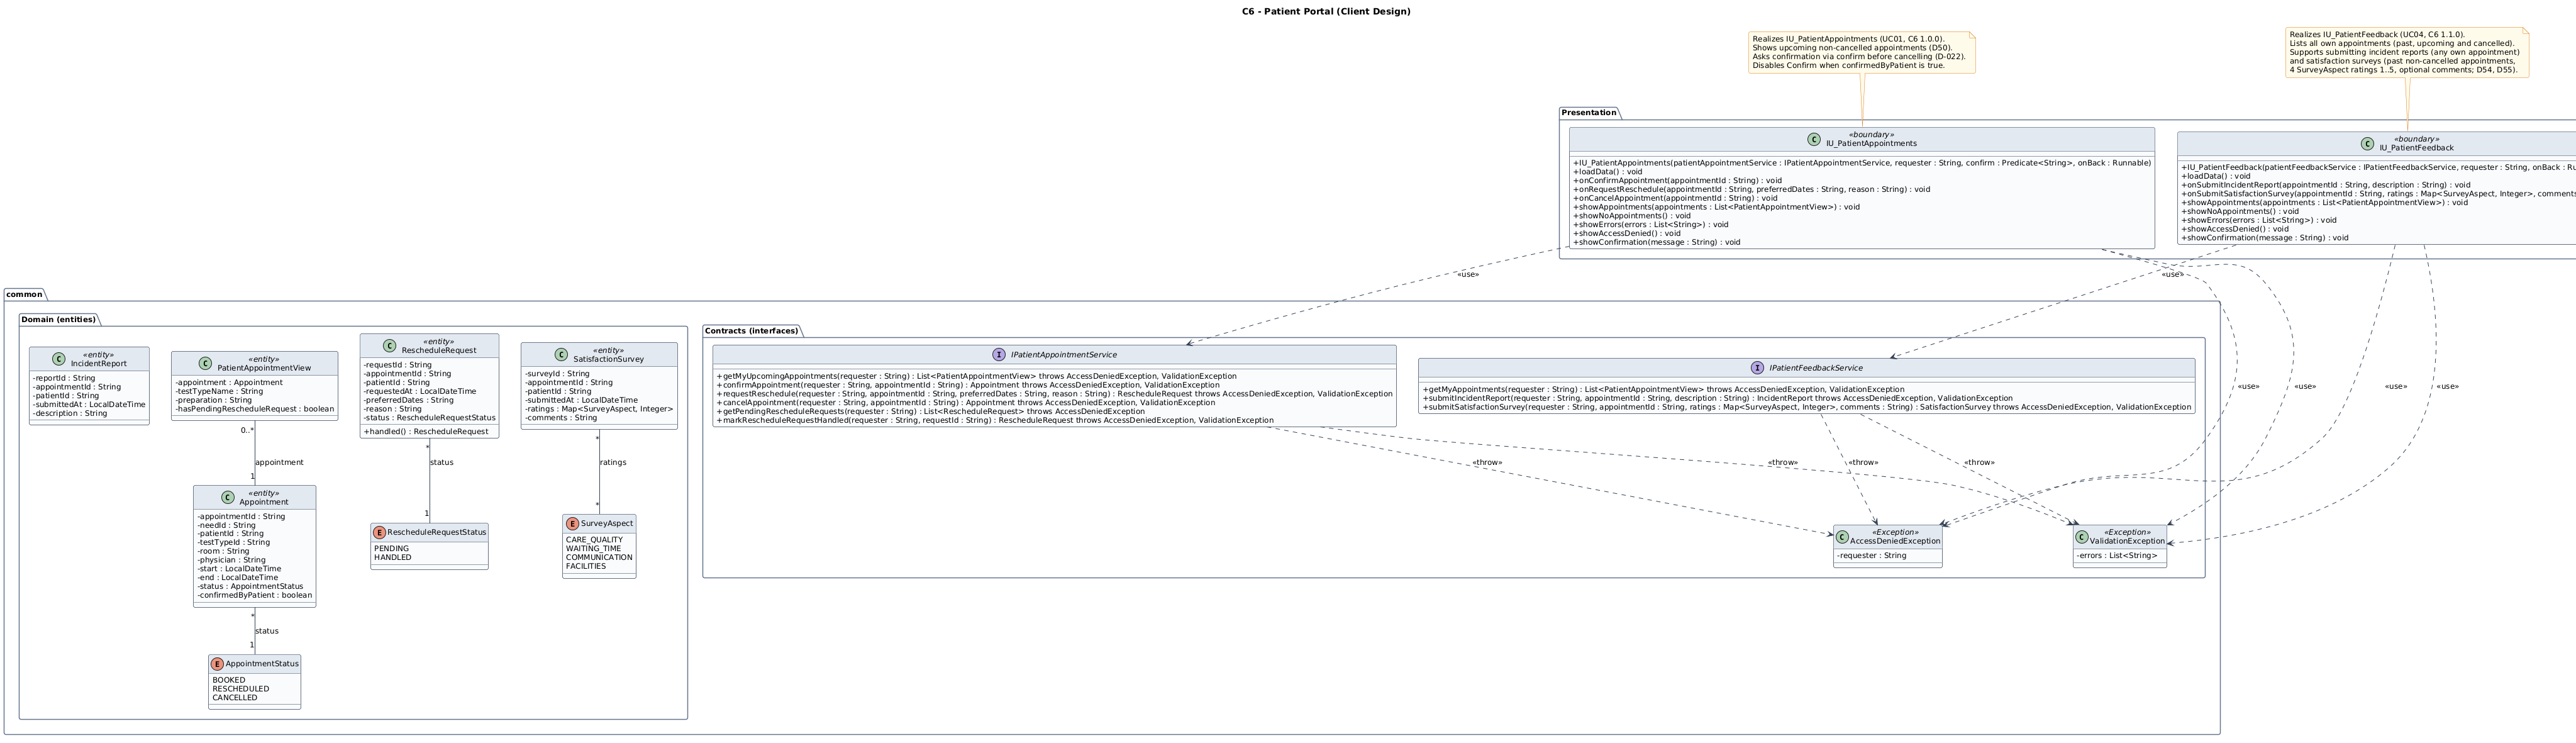 C6 - Patient Portal (Client Design)
Realizes IU_PatientAppointments (UC01, C6 1.0.0).
Shows upcoming non-cancelled appointments (D50).
Asks confirmation via confirm before cancelling (D-022).
Disables Confirm when confirmedByPatient is true.
Realizes IU_PatientFeedback (UC04, C6 1.1.0).
Lists all own appointments (past, upcoming and cancelled).
Supports submitting incident reports (any own appointment)
and satisfaction surveys (past non-cancelled appointments,
4 SurveyAspect ratings 1..5, optional comments; D54, D55).
Presentation
C
«boundary»
IU_PatientAppointments
+IU_PatientAppointments(patientAppointmentService : IPatientAppointmentService, requester : String, confirm : Predicate<String>, onBack : Runnable)
+loadData() : void
+onConfirmAppointment(appointmentId : String) : void
+onRequestReschedule(appointmentId : String, preferredDates : String, reason : String) : void
+onCancelAppointment(appointmentId : String) : void
+showAppointments(appointments : List<PatientAppointmentView>) : void
+showNoAppointments() : void
+showErrors(errors : List<String>) : void
+showAccessDenied() : void
+showConfirmation(message : String) : void
C
«boundary»
IU_PatientFeedback
+IU_PatientFeedback(patientFeedbackService : IPatientFeedbackService, requester : String, onBack : Ru
+loadData() : void
+onSubmitIncidentReport(appointmentId : String, description : String) : void
+onSubmitSatisfactionSurvey(appointmentId : String, ratings : Map<SurveyAspect, Integer>, comments
+showAppointments(appointments : List<PatientAppointmentView>) : void
+showNoAppointments() : void
+showErrors(errors : List<String>) : void
+showAccessDenied() : void
+showConfirmation(message : String) : void
«use»
«use»
common
Domain (entities)
C
«entity»
IncidentReport
-reportId : String
-appointmentId : String
-patientId : String
-submittedAt : LocalDateTime
-description : String
C
«entity»
PatientAppointmentView
-appointment : Appointment
-testTypeName : String
-preparation : String
-hasPendingRescheduleRequest : boolean
C
«entity»
RescheduleRequest
-requestId : String
-appointmentId : String
-patientId : String
-requestedAt : LocalDateTime
-preferredDates : String
-reason : String
-status : RescheduleRequestStatus
+handled() : RescheduleRequest
C
«entity»
SatisfactionSurvey
-surveyId : String
-appointmentId : String
-patientId : String
-submittedAt : LocalDateTime
-ratings : Map<SurveyAspect, Integer>
-comments : String
Contracts (interfaces)
I
IPatientAppointmentService
+getMyUpcomingAppointments(requester : String) : List<PatientAppointmentView> throws AccessDeniedException, ValidationException
+confirmAppointment(requester : String, appointmentId : String) : Appointment throws AccessDeniedException, ValidationException
+requestReschedule(requester : String, appointmentId : String, preferredDates : String, reason : String) : RescheduleRequest throws AccessDeniedException, ValidationException
+cancelAppointment(requester : String, appointmentId : String) : Appointment throws AccessDeniedException, ValidationException
+getPendingRescheduleRequests(requester : String) : List<RescheduleRequest> throws AccessDeniedException
+markRescheduleRequestHandled(requester : String, requestId : String) : RescheduleRequest throws AccessDeniedException, ValidationException
I
IPatientFeedbackService
+getMyAppointments(requester : String) : List<PatientAppointmentView> throws AccessDeniedException, ValidationException
+submitIncidentReport(requester : String, appointmentId : String, description : String) : IncidentReport throws AccessDeniedException, ValidationException
+submitSatisfactionSurvey(requester : String, appointmentId : String, ratings : Map<SurveyAspect, Integer>, comments : String) : SatisfactionSurvey throws AccessDeniedException, ValidationException
«use»
«use»
«use»
«use»
0..*
appointment
1
*
status
1
*
ratings
*
«throw»
«throw»
«throw»
«throw»
C
«entity»
Appointment
-appointmentId : String
-needId : String
-patientId : String
-testTypeId : String
-room : String
-physician : String
-start : LocalDateTime
-end : LocalDateTime
-status : AppointmentStatus
-confirmedByPatient : boolean
E
RescheduleRequestStatus
PENDING
HANDLED
E
SurveyAspect
CARE_QUALITY
WAITING_TIME
COMMUNICATION
FACILITIES
C
«Exception»
AccessDeniedException
-requester : String
C
«Exception»
ValidationException
-errors : List<String>
*
status
1
E
AppointmentStatus
BOOKED
RESCHEDULED
CANCELLED